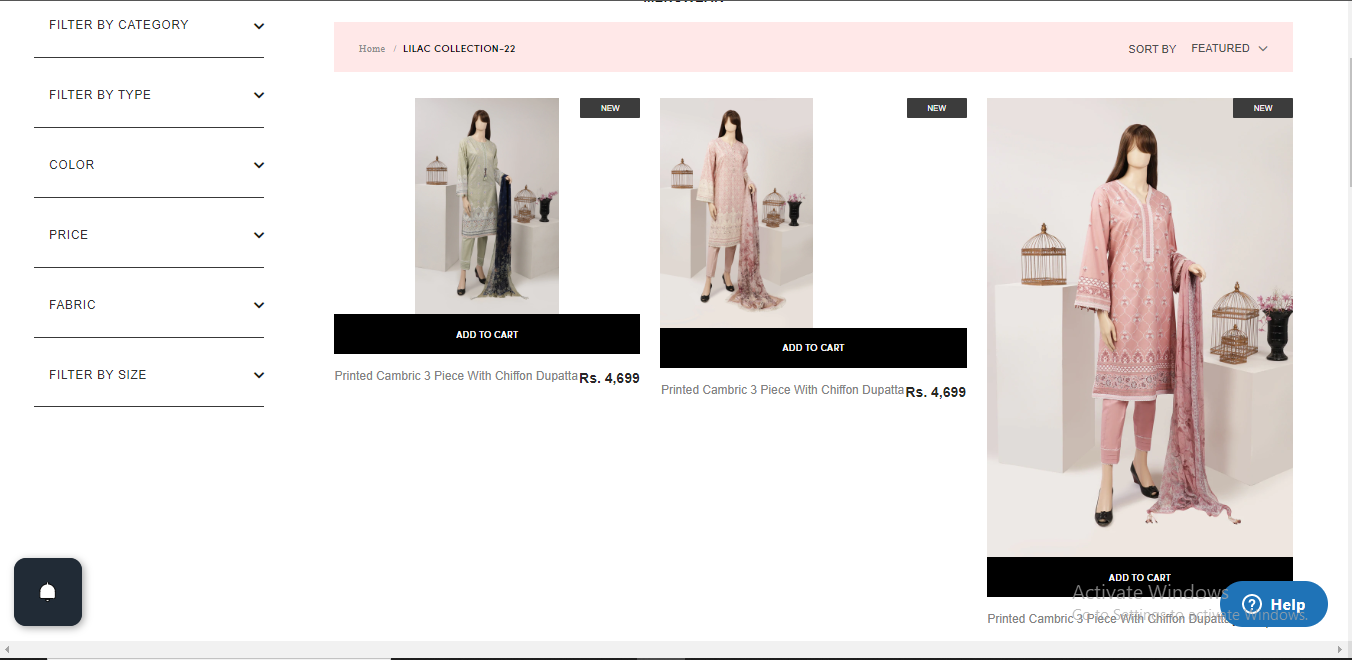 FILTER BY CATEGORY
FILTER BY TYPE
COLOR
PRICE
FABRIC
FILTER BY SIZE
Home / LILAC COLLECTION-22
SORT BY FEATURED
NEW
ADD TO CART
Printed Cambric 3 Piece With Chiffon Dupatta Rs. 4,699
NEW
ADD TO CART
Printed Cambric 3 Piece With Chiffon Dupatta Rs. 4,699
NEW
ADD TO CART
Printed Cambric 3 Piece With Chiffon Dupatta
Activate Windows
Go to Settings to activate Windows.
Help